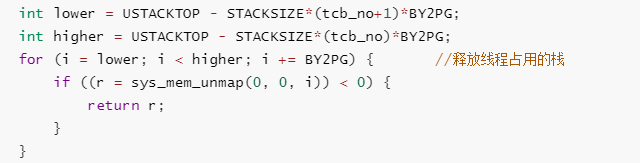 int lower = USTACKTOP - STACKSIZE*(tcb_no+1)*BY2PG;
int higher = USTACKTOP - STACKSIZE*(tcb_no)*BY2PG;
for (i = lower; i < higher; i += BY2PG) {        //释放线程占用的栈
    if ((r = sys_mem_unmap(0, 0, i)) < 0) {
        return r;
    }
}